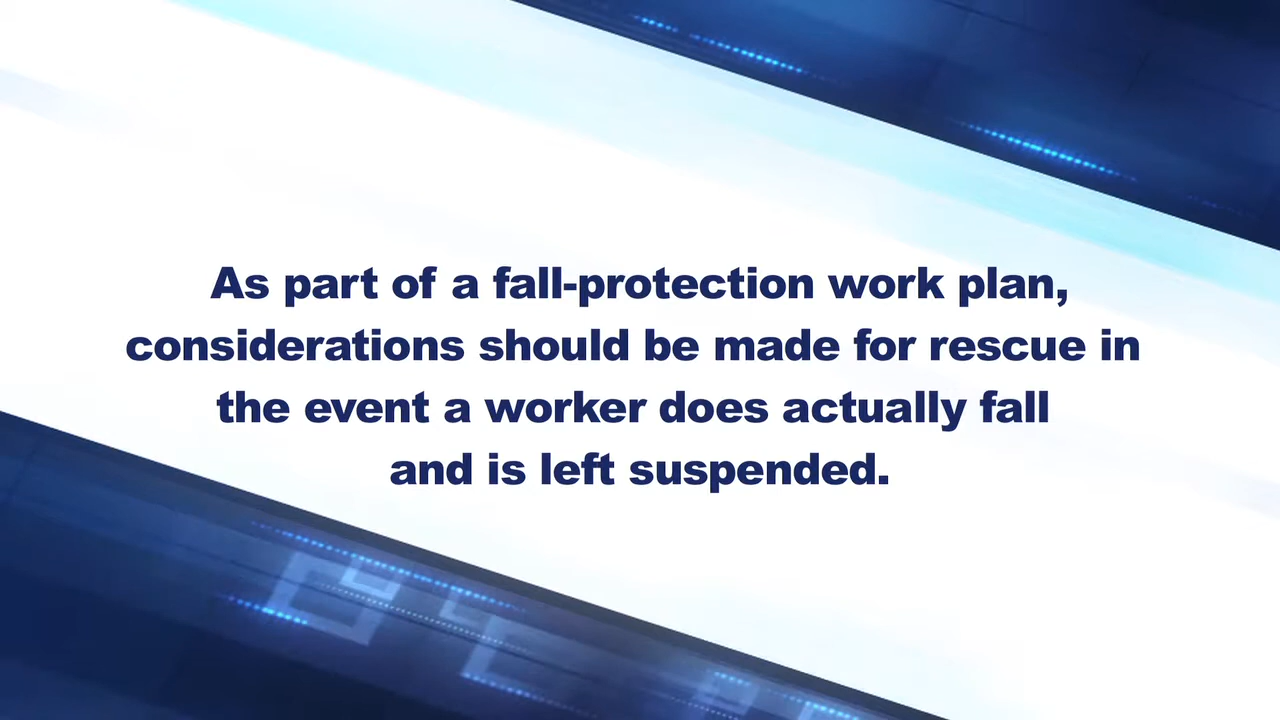 As part of a fall-protection work plan,
considerations should be made for rescue in
the event a worker does actually fall
and is left suspended.